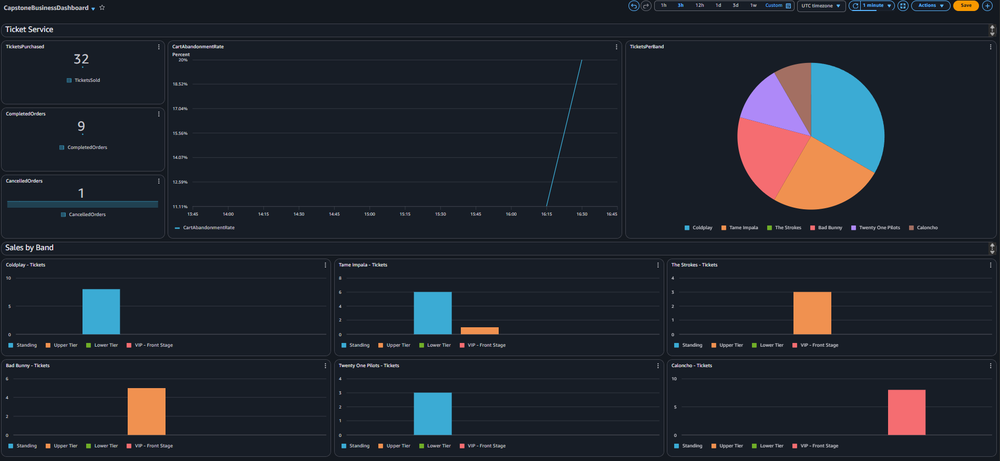 CapstoneBusinessDashboard
1h 3h 12h 1d 3d 1w Custom UTC timezone 1 minute Actions Save
Ticket Service
TicketsPurchased
32
TicketsSold
CompletedOrders
9
CompletedOrders
CancelledOrders
1
CancelledOrders
CartAbandonmentRate
Percent
20%
18.52%
17.04%
15.56%
14.07%
12.59%
11.11%
13:45 14:00 14:15 14:30 14:45 15:00 15:15 15:30 15:45 16:00 16:15 16:30 16:45
CartAbandonmentRate
TicketsPerBand
Coldplay Tame Impala The Strokes Bad Bunny Twenty One Pilots Caloncho
Sales by Band
Coldplay - Tickets
10
5
0
Standing Upper Tier Lower Tier VIP - Front Stage
Tame Impala - Tickets
8
6
4
2
0
Standing Upper Tier Lower Tier VIP - Front Stage
The Strokes - Tickets
4
3
2
1
0
Standing Upper Tier Lower Tier VIP - Front Stage
Bad Bunny - Tickets
6
4
2
0
Standing Upper Tier Lower Tier VIP - Front Stage
Twenty One Pilots - Tickets
4
3
2
1
0
Standing Upper Tier Lower Tier VIP - Front Stage
Caloncho - Tickets
10
5
0
Standing Upper Tier Lower Tier VIP - Front Stage